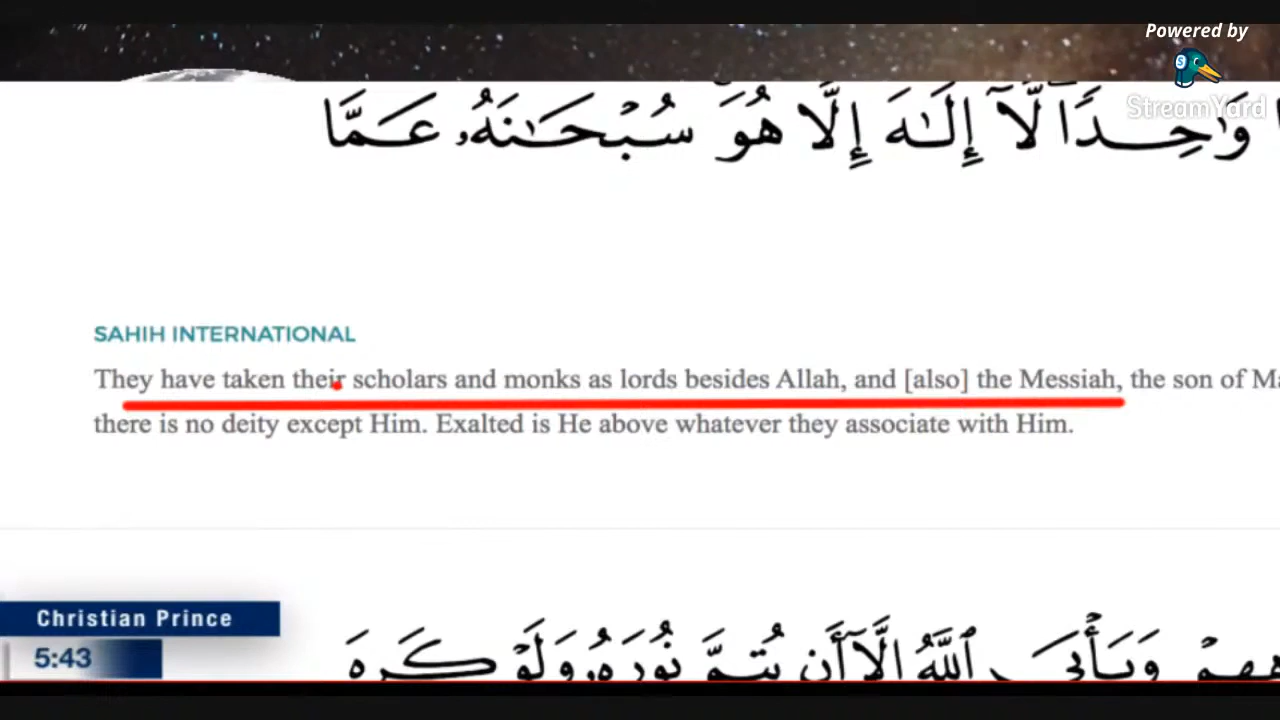 Powered by
StreamYard
وَٰحِدًا لَّآ إِلَـٰهَ إِلَّا هُوَ سُبْحَـٰنَهُۥ عَمَّا
SAHIH INTERNATIONAL
They have taken their scholars and monks as lords besides Allah, and [also] the Messiah, the son of
there is no deity except Him. Exalted is He above whatever they associate with Him.
وَيَأْبَى ٱللَّهُ إِلَّآ أَن يُتِمَّ نُورَهُۥ وَلَوْ كَرِهَ
Christian Prince
5:43